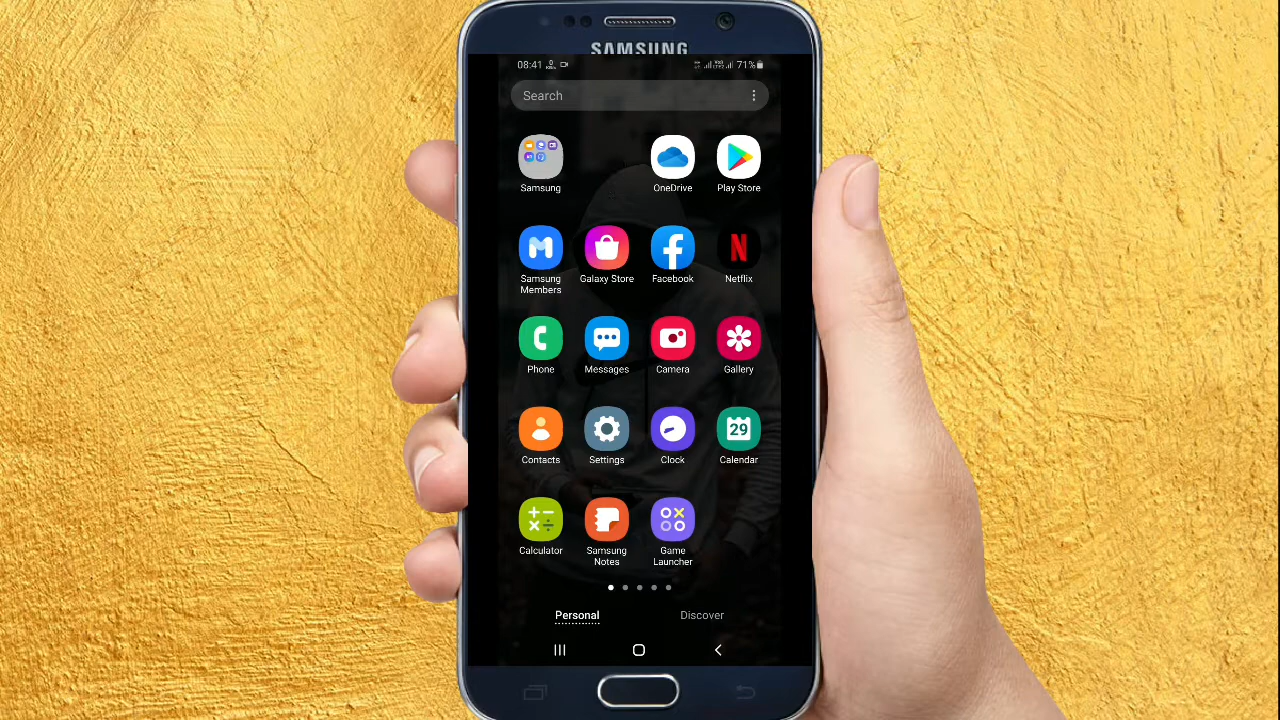 SAMSUNG
08:41
71%
Search
Samsung
OneDrive
Play Store
Samsung
Members
Galaxy Store
Facebook
N
Netflix
Phone
Messages
Camera
Gallery
Contacts
Settings
Clock
29
Calendar
Calculator
Samsung
Notes
Game
Launcher
Personal
Discover